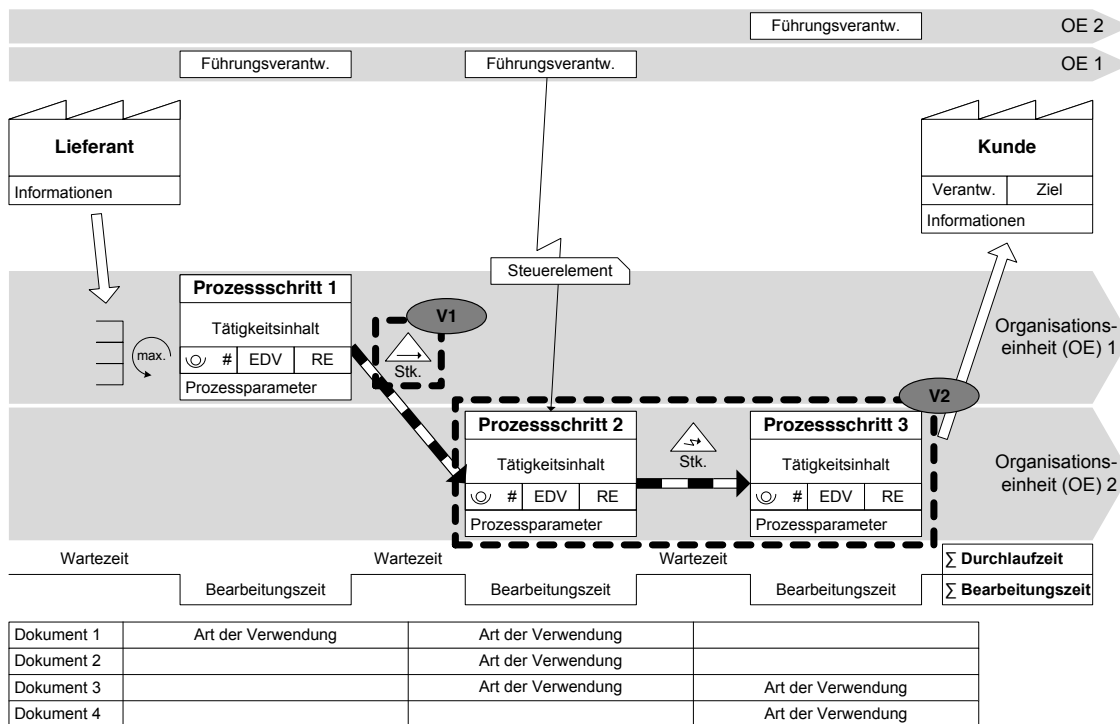 Führungsverantw.
OE 2
Führungsverantw.
Führungsverantw.
OE 1
Lieferant
Informationen
Kunde
Verantw.
Ziel
Informationen
Steuerelement
Prozessschritt 1
Tätigkeitsinhalt
# EDV RE
Prozessparameter
max.
V1
Stk.
Organisations-
einheit (OE) 1
V2
Prozessschritt 2
Tätigkeitsinhalt
# EDV RE
Prozessparameter
Stk.
Prozessschritt 3
Tätigkeitsinhalt
# EDV RE
Prozessparameter
Organisations-
einheit (OE) 2
Wartezeit
Wartezeit
Wartezeit
∑ Durchlaufzeit
Bearbeitungszeit
Bearbeitungszeit
Bearbeitungszeit
∑ Bearbeitungszeit
Dokument 1 Art der Verwendung Art der Verwendung
Dokument 2 Art der Verwendung
Dokument 3 Art der Verwendung Art der Verwendung
Dokument 4 Art der Verwendung